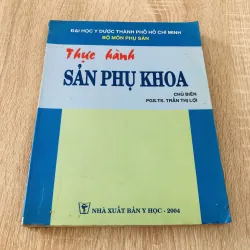 ĐẠI HỌC Y DƯỢC THÀNH PHỐ HỒ CHÍ MINH
BỘ MÔN PHỤ SẢN
Thực hành
SẢN PHỤ KHOA
CHỦ BIÊN
PGS.TS. TRẦN THỊ LỢI
NHÀ XUẤT BẢN Y HỌC - 2004